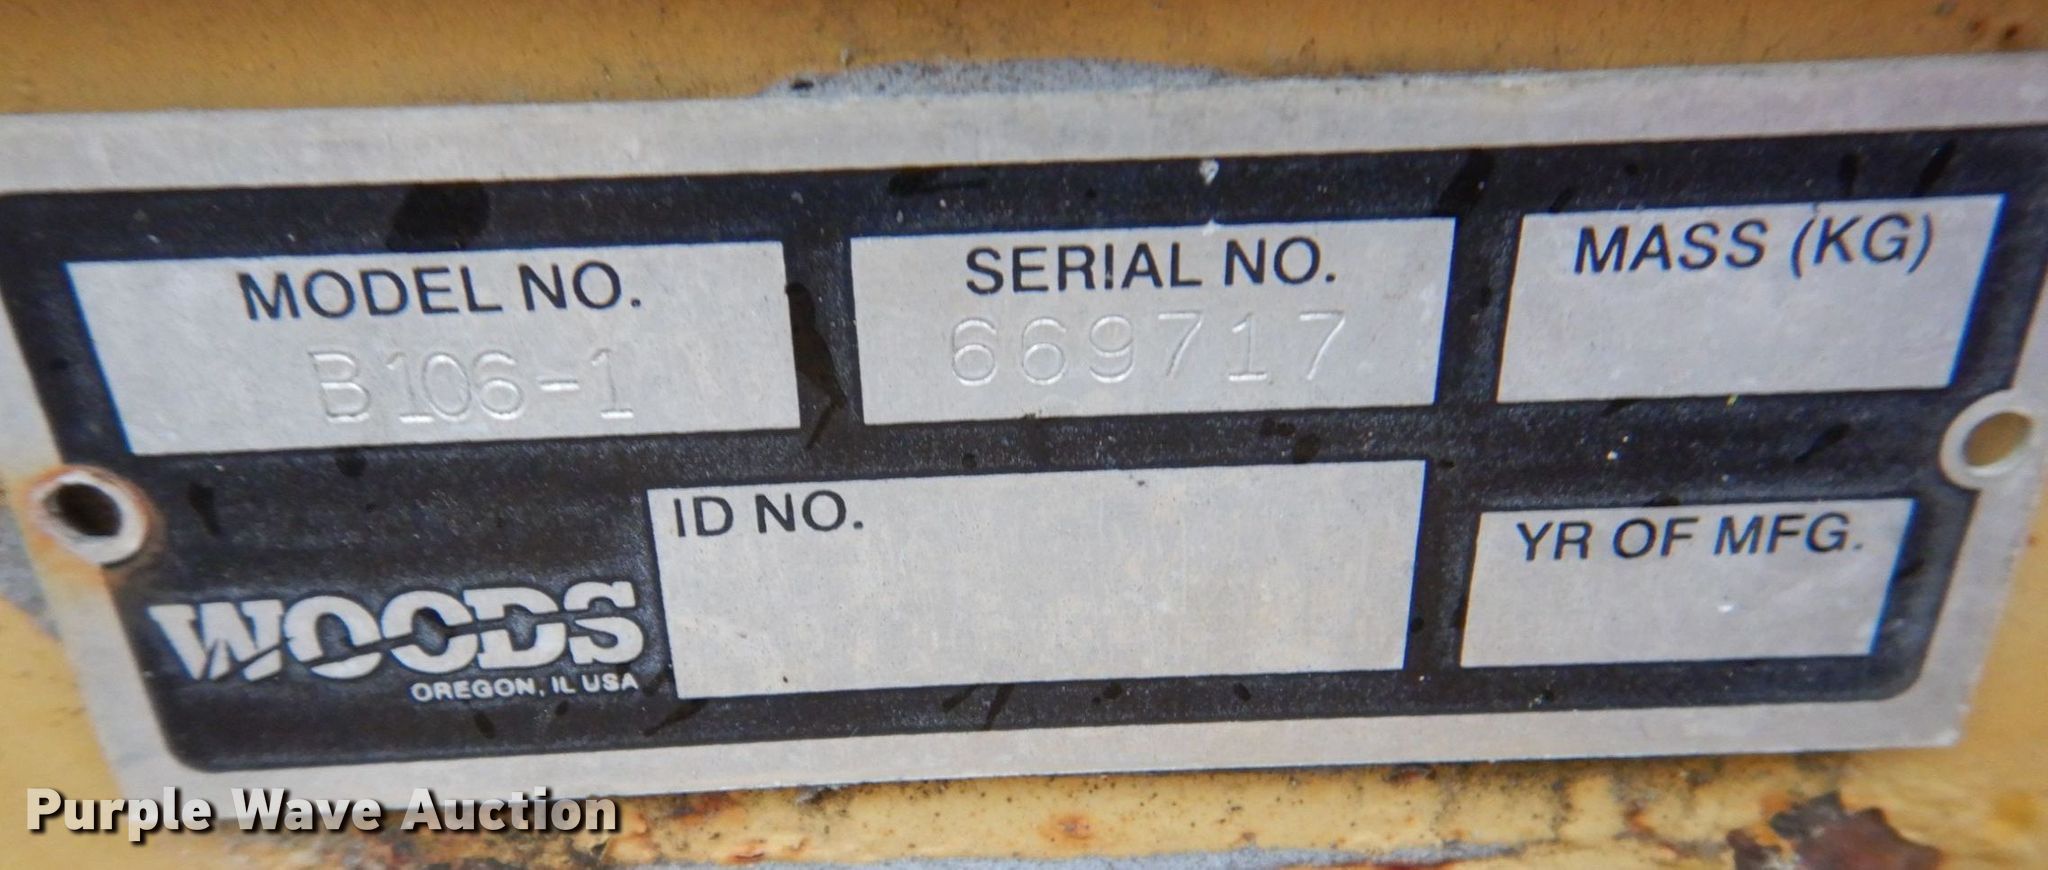 MODEL NO.
B106-1
SERIAL NO.
669717
MASS (KG)
WOODS
OREGON, IL USA
ID NO.
YR OF MFG.
Purple Wave Auction